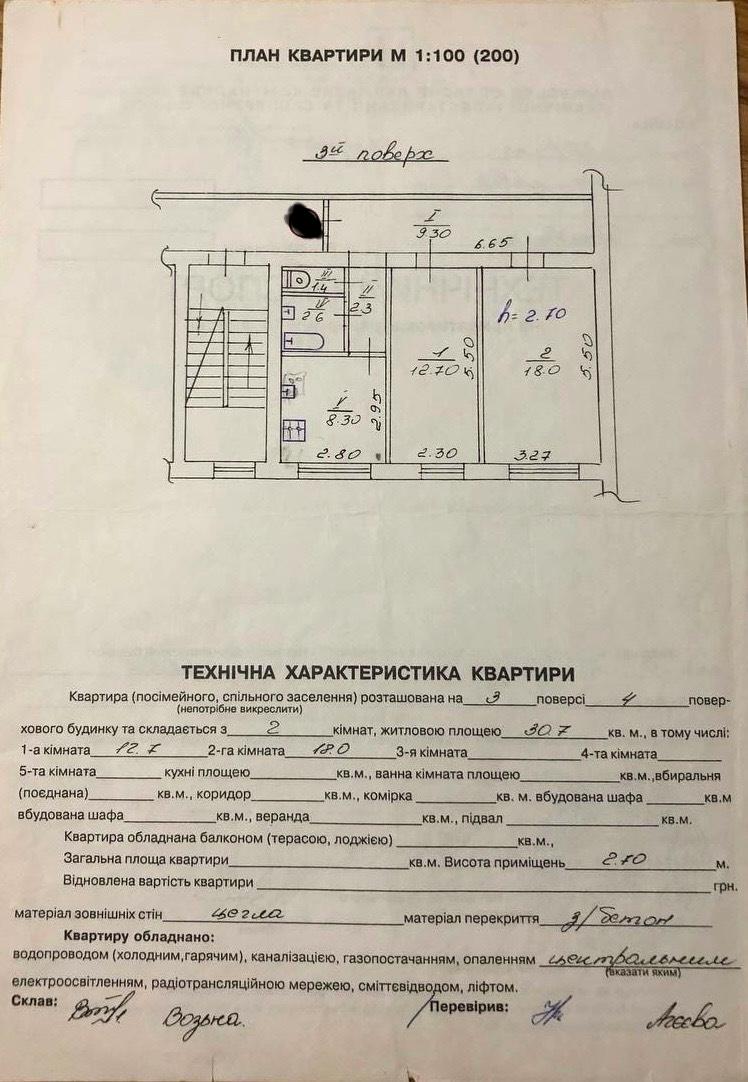 ПЛАН КВАРТИРИ М 1:100 (200)
3й поверх
I
9.30
6.65
III
1.4
II
2.3
IV
2.6
h= 2.70
1
12.70
5.50
2
18.0
5.50
V
8.30
2.95
2.80
2.30
3.27
ТЕХНІЧНА ХАРАКТЕРИСТИКА КВАРТИРИ
Квартира (посімейного, спільного заселення) розташована на 3 поверсі 4 повер-
(непотрібне викреслити)
хового будинку та складається з 2 кімнат, житловою площею 30.7 кв. м., в тому числі:
1-а кімната 12.7 2-га кімната 18.0 3-я кімната 4-та кімната
5-та кімната кухні площею кв.м., ванна кімната площею кв.м.,вбиральня
(поєднана) кв.м., коридор кв.м., комірка кв. м. вбудована шафа кв.м
вбудована шафа кв.м., веранда кв.м., підвал кв.м.
Квартира обладнана балконом (терасою, лоджією) кв.м.,
Загальна площа квартири кв.м. Висота приміщень 2.70 м.
Відновлена вартість квартири грн.
матеріал зовнішніх стін цегла матеріал перекриття з/бетон
Квартиру обладнано:
водопроводом (холодним,гарячим), каналізацією, газопостачанням, опаленням центральним
(вказати яким)
електроосвітленням, радіотрансляційною мережею, сміттєвідводом, ліфтом.
Склав: Возьна. Перевірив: Агєєва